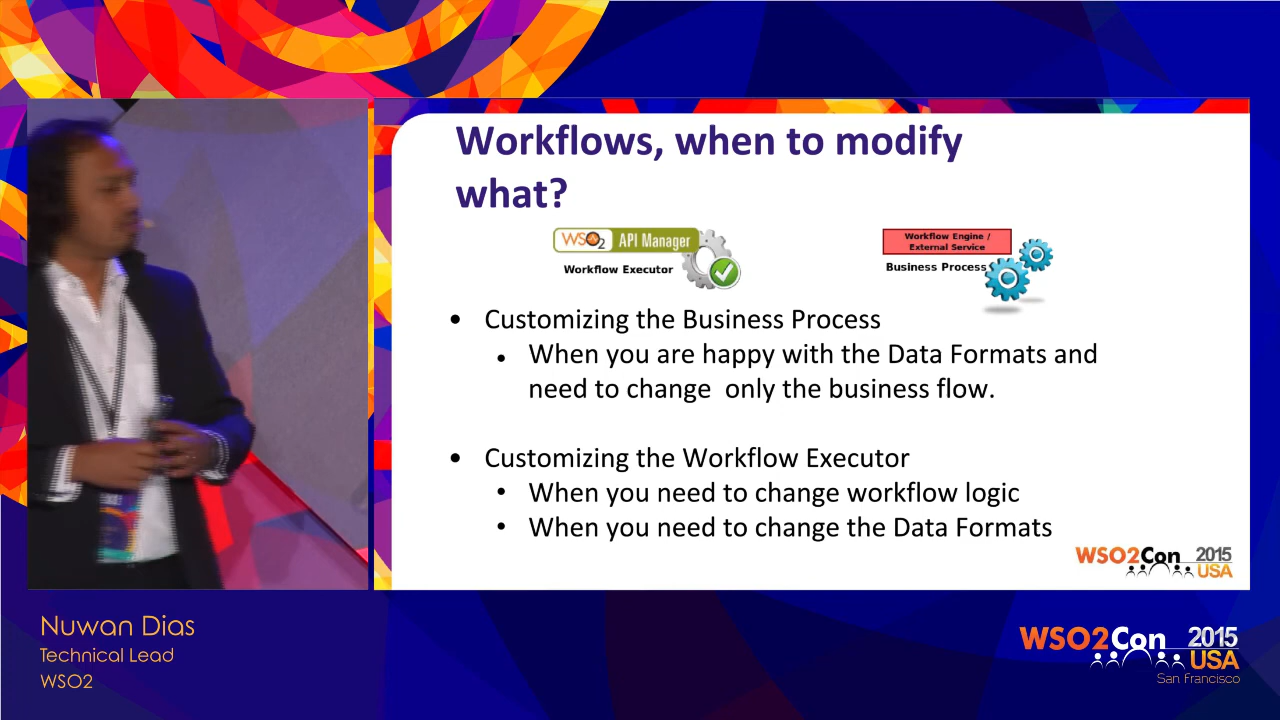 Workflows, when to modify
what?
WSO2 API Manager
Workflow Executor
Workflow Engine /
External Service
Business Process
• Customizing the Business Process
• When you are happy with the Data Formats and
need to change only the business flow.
• Customizing the Workflow Executor
• When you need to change workflow logic
• When you need to change the Data Formats
WSO2Con 2015
USA
Nuwan Dias
Technical Lead
WSO2
WSO2Con 2015
USA
San Francisco